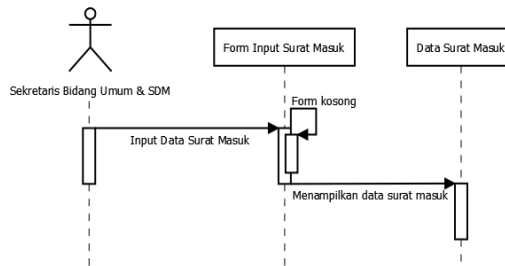 Form Input Surat Masuk
Data Surat Masuk
Sekretaris Bidang Umum & SDM
Form kosong
Input Data Surat Masuk
Menampilkan data surat masuk